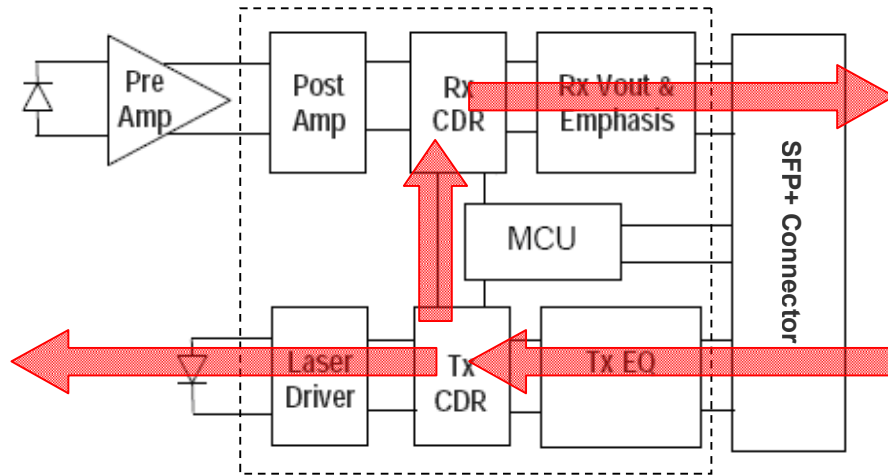 Pre
Amp
Post
Amp
Rx
CDR
Rx Vout &
Emphasis
SFP+ Connector
MCU
Laser
Driver
Tx
CDR
Tx EQ